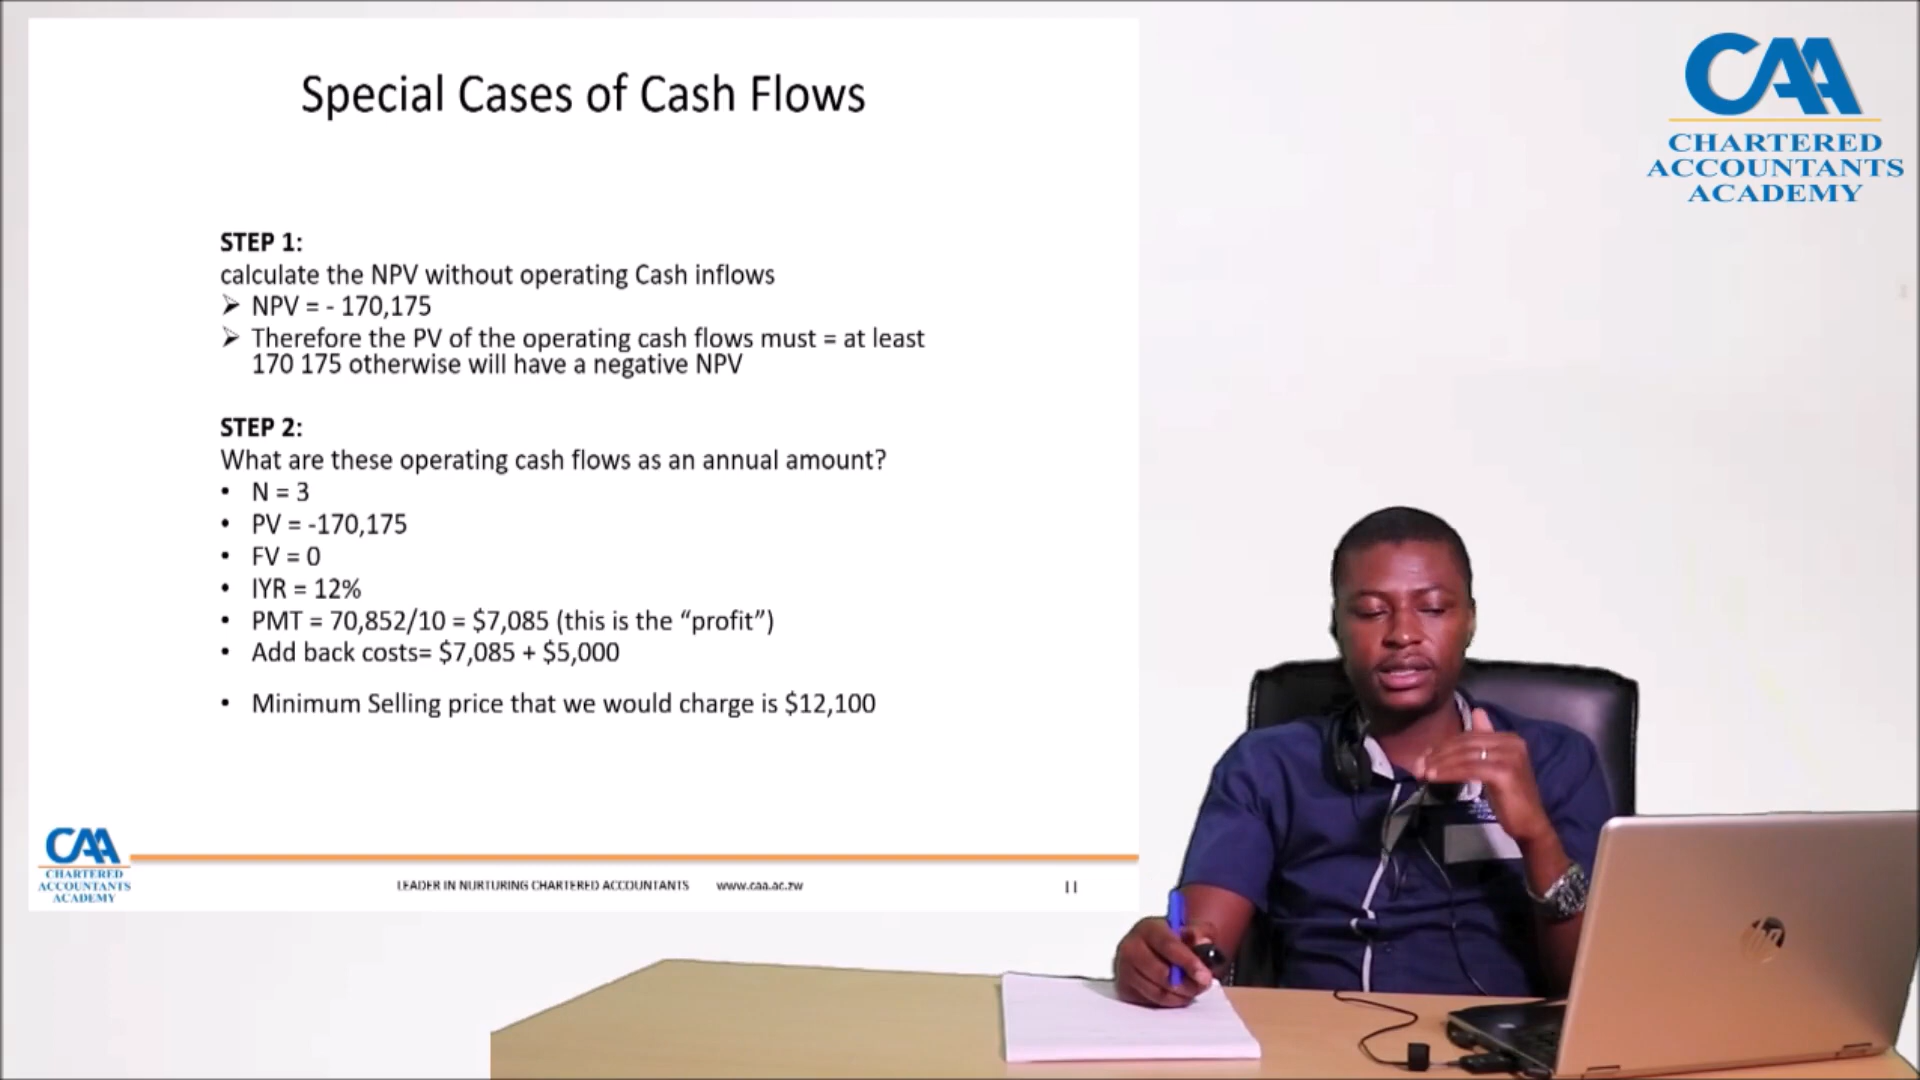 Special Cases of Cash Flows
CAA
CHARTERED
ACCOUNTANTS
ACADEMY
STEP 1:
calculate the NPV without operating Cash inflows
➢ NPV = - 170,175
➢ Therefore the PV of the operating cash flows must = at least
170 175 otherwise will have a negative NPV
STEP 2:
What are these operating cash flows as an annual amount?
• N = 3
• PV = -170,175
• FV = 0
• IYR = 12%
• PMT = 70,852/10 = $7,085 (this is the “profit”)
• Add back costs= $7,085 + $5,000
• Minimum Selling price that we would charge is $12,100
CAA
CHARTERED
ACCOUNTANTS
ACADEMY
LEADER IN NURTURING CHARTERED ACCOUNTANTS www.caa.ac.zw
11
hp